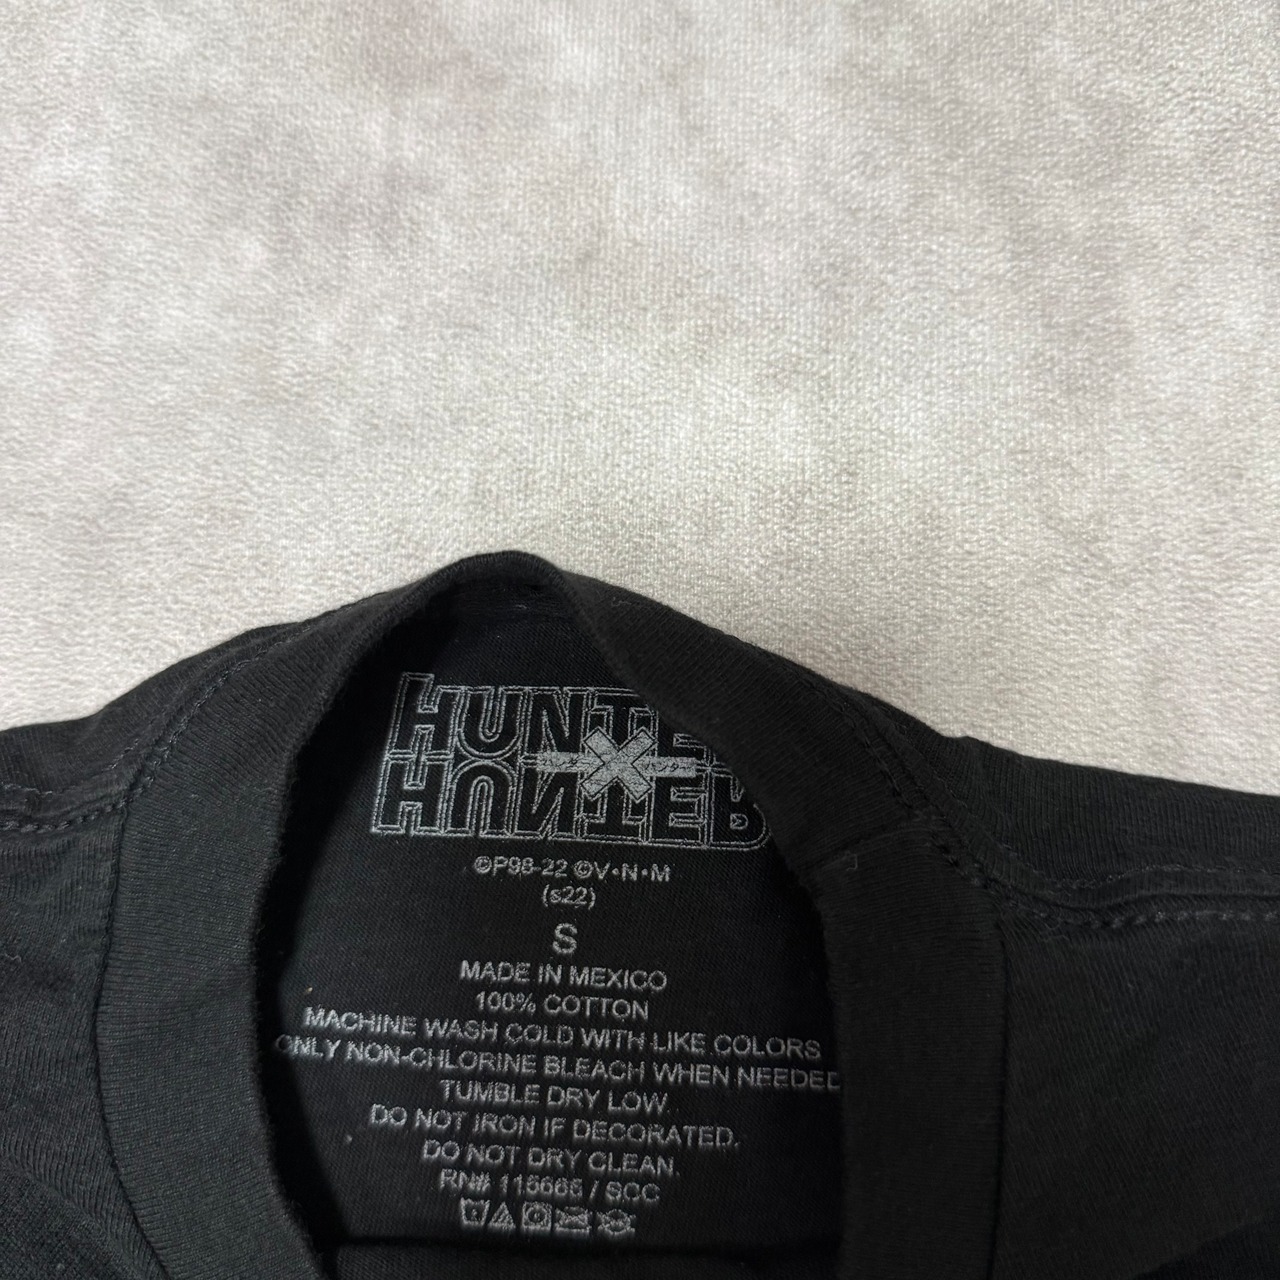 HUNTER
×
HUNTER
©P98-22 ©V•N•M
(s22)
S
MADE IN MEXICO
100% COTTON
MACHINE WASH COLD WITH LIKE COLORS
ONLY NON-CHLORINE BLEACH WHEN NEEDED
TUMBLE DRY LOW.
DO NOT IRON IF DECORATED.
DO NOT DRY CLEAN.
RN# 115665 / SOC